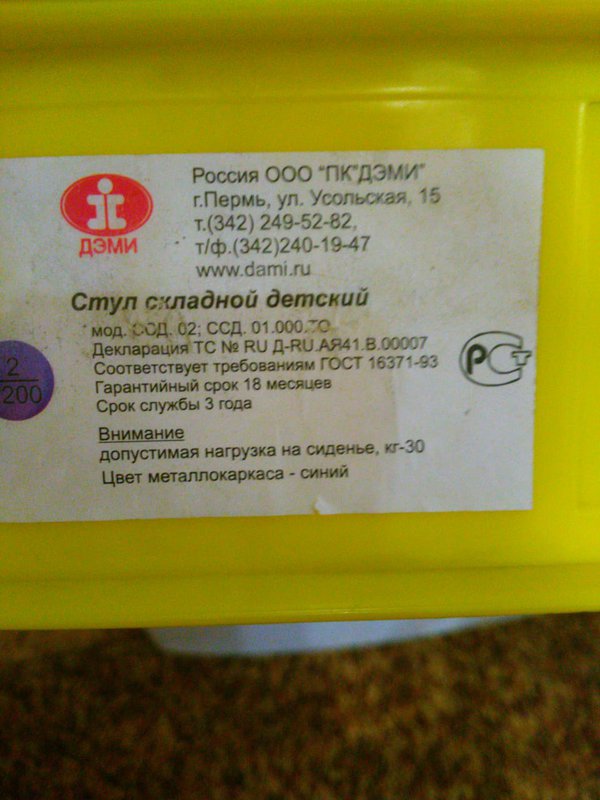 ДЭМИ
Россия ООО "ПК"ДЭМИ"
г.Пермь, ул. Усольская, 15
т.(342) 249-52-82,
т/ф.(342)240-19-47
www.dami.ru
Стул складной детский
мод. ССД. 02; ССД. 01.000.ТО
Декларация ТС № RU Д-RU.АЯ41.В.00007
Соответствует требованиям ГОСТ 16371-93
Гарантийный срок 18 месяцев
Срок службы 3 года
Внимание
допустимая нагрузка на сиденье, кг-30
Цвет металлокаркаса - синий
2
200
РСТ